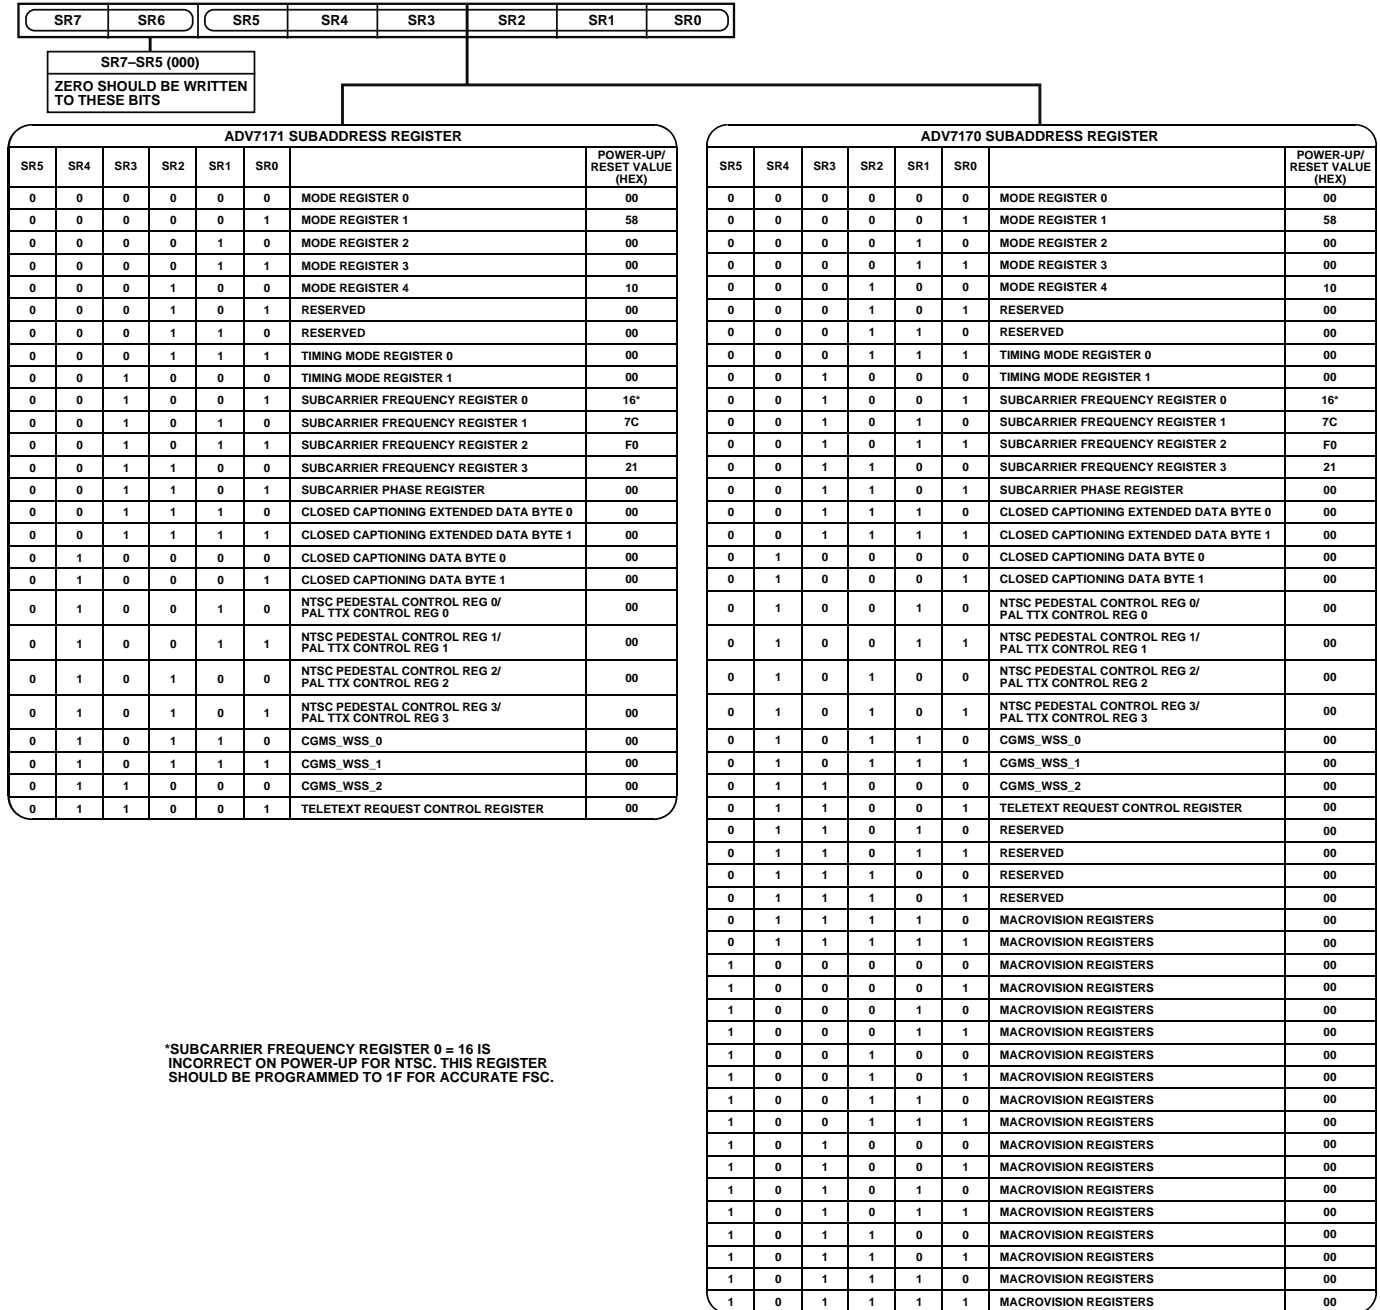 SR7 SR6 SR5 SR4 SR3 SR2 SR1 SR0
SR7–SR5 (000)
ZERO SHOULD BE WRITTEN
TO THESE BITS
ADV7171 SUBADDRESS REGISTER
SR5 SR4 SR3 SR2 SR1 SR0 POWER-UP/
RESET VALUE
(HEX)
0 0 0 0 0 0 MODE REGISTER 0 00
0 0 0 0 0 1 MODE REGISTER 1 58
0 0 0 0 1 0 MODE REGISTER 2 00
0 0 0 0 1 1 MODE REGISTER 3 00
0 0 0 1 0 0 MODE REGISTER 4 10
0 0 0 1 0 1 RESERVED 00
0 0 0 1 1 0 RESERVED 00
0 0 0 1 1 1 TIMING MODE REGISTER 0 00
0 0 1 0 0 0 TIMING MODE REGISTER 1 00
0 0 1 0 0 1 SUBCARRIER FREQUENCY REGISTER 0 16*
0 0 1 0 1 0 SUBCARRIER FREQUENCY REGISTER 1 7C
0 0 1 0 1 1 SUBCARRIER FREQUENCY REGISTER 2 F0
0 0 1 1 0 0 SUBCARRIER FREQUENCY REGISTER 3 21
0 0 1 1 0 1 SUBCARRIER PHASE REGISTER 00
0 0 1 1 1 0 CLOSED CAPTIONING EXTENDED DATA BYTE 0 00
0 0 1 1 1 1 CLOSED CAPTIONING EXTENDED DATA BYTE 1 00
0 1 0 0 0 0 CLOSED CAPTIONING DATA BYTE 0 00
0 1 0 0 0 1 CLOSED CAPTIONING DATA BYTE 1 00
0 1 0 0 1 0 NTSC PEDESTAL CONTROL REG 0/
PAL TTX CONTROL REG 0 00
0 1 0 0 1 1 NTSC PEDESTAL CONTROL REG 1/
PAL TTX CONTROL REG 1 00
0 1 0 1 0 0 NTSC PEDESTAL CONTROL REG 2/
PAL TTX CONTROL REG 2 00
0 1 0 1 0 1 NTSC PEDESTAL CONTROL REG 3/
PAL TTX CONTROL REG 3 00
0 1 0 1 1 0 CGMS_WSS_0 00
0 1 0 1 1 1 CGMS_WSS_1 00
0 1 1 0 0 0 CGMS_WSS_2 00
0 1 1 0 0 1 TELETEXT REQUEST CONTROL REGISTER 00
*SUBCARRIER FREQUENCY REGISTER 0 = 16 IS
INCORRECT ON POWER-UP FOR NTSC. THIS REGISTER
SHOULD BE PROGRAMMED TO 1F FOR ACCURATE FSC.
ADV7170 SUBADDRESS REGISTER
SR5 SR4 SR3 SR2 SR1 SR0 POWER-UP/
RESET VALUE
(HEX)
0 0 0 0 0 0 MODE REGISTER 0 00
0 0 0 0 0 1 MODE REGISTER 1 58
0 0 0 0 1 0 MODE REGISTER 2 00
0 0 0 0 1 1 MODE REGISTER 3 00
0 0 0 1 0 0 MODE REGISTER 4 10
0 0 0 1 0 1 RESERVED 00
0 0 0 1 1 0 RESERVED 00
0 0 0 1 1 1 TIMING MODE REGISTER 0 00
0 0 1 0 0 0 TIMING MODE REGISTER 1 00
0 0 1 0 0 1 SUBCARRIER FREQUENCY REGISTER 0 16*
0 0 1 0 1 0 SUBCARRIER FREQUENCY REGISTER 1 7C
0 0 1 0 1 1 SUBCARRIER FREQUENCY REGISTER 2 F0
0 0 1 1 0 0 SUBCARRIER FREQUENCY REGISTER 3 21
0 0 1 1 0 1 SUBCARRIER PHASE REGISTER 00
0 0 1 1 1 0 CLOSED CAPTIONING EXTENDED DATA BYTE 0 00
0 0 1 1 1 1 CLOSED CAPTIONING EXTENDED DATA BYTE 1 00
0 1 0 0 0 0 CLOSED CAPTIONING DATA BYTE 0 00
0 1 0 0 0 1 CLOSED CAPTIONING DATA BYTE 1 00
0 1 0 0 1 0 NTSC PEDESTAL CONTROL REG 0/
PAL TTX CONTROL REG 0 00
0 1 0 0 1 1 NTSC PEDESTAL CONTROL REG 1/
PAL TTX CONTROL REG 1 00
0 1 0 1 0 0 NTSC PEDESTAL CONTROL REG 2/
PAL TTX CONTROL REG 2 00
0 1 0 1 0 1 NTSC PEDESTAL CONTROL REG 3/
PAL TTX CONTROL REG 3 00
0 1 0 1 1 0 CGMS_WSS_0 00
0 1 0 1 1 1 CGMS_WSS_1 00
0 1 1 0 0 0 CGMS_WSS_2 00
0 1 1 0 0 1 TELETEXT REQUEST CONTROL REGISTER 00
0 1 1 0 1 0 RESERVED 00
0 1 1 0 1 1 RESERVED 00
0 1 1 1 0 0 RESERVED 00
0 1 1 1 0 1 RESERVED 00
0 1 1 1 1 0 MACROVISION REGISTERS 00
0 1 1 1 1 1 MACROVISION REGISTERS 00
1 0 0 0 0 0 MACROVISION REGISTERS 00
1 0 0 0 0 1 MACROVISION REGISTERS 00
1 0 0 0 1 0 MACROVISION REGISTERS 00
1 0 0 0 1 1 MACROVISION REGISTERS 00
1 0 0 1 0 0 MACROVISION REGISTERS 00
1 0 0 1 0 1 MACROVISION REGISTERS 00
1 0 0 1 1 0 MACROVISION REGISTERS 00
1 0 0 1 1 1 MACROVISION REGISTERS 00
1 0 1 0 0 0 MACROVISION REGISTERS 00
1 0 1 0 0 1 MACROVISION REGISTERS 00
1 0 1 0 1 0 MACROVISION REGISTERS 00
1 0 1 0 1 1 MACROVISION REGISTERS 00
1 0 1 1 0 0 MACROVISION REGISTERS 00
1 0 1 1 0 1 MACROVISION REGISTERS 00
1 0 1 1 1 0 MACROVISION REGISTERS 00
1 0 1 1 1 1 MACROVISION REGISTERS 00